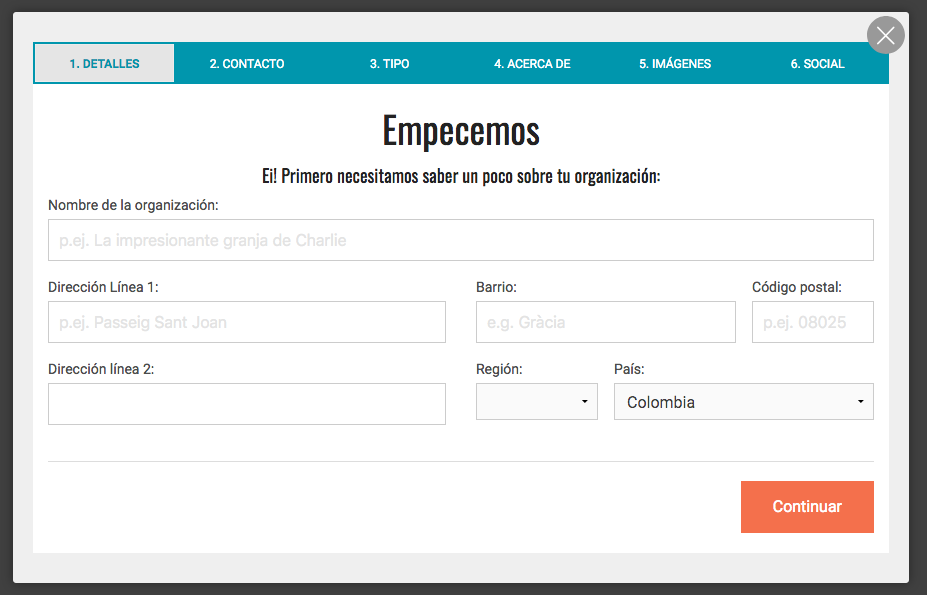 1. DETALLES 2. CONTACTO 3. TIPO 4. ACERCA DE 5. IMÁGENES 6. SOCIAL
Empecemos
Ei! Primero necesitamos saber un poco sobre tu organización:
Nombre de la organización:
p.ej. La impresionante granja de Charlie
Dirección Línea 1: Barrio: Código postal:
p.ej. Passeig Sant Joan e.g. Gràcia p.ej. 08025
Dirección línea 2: Región: País:
Colombia
Continuar